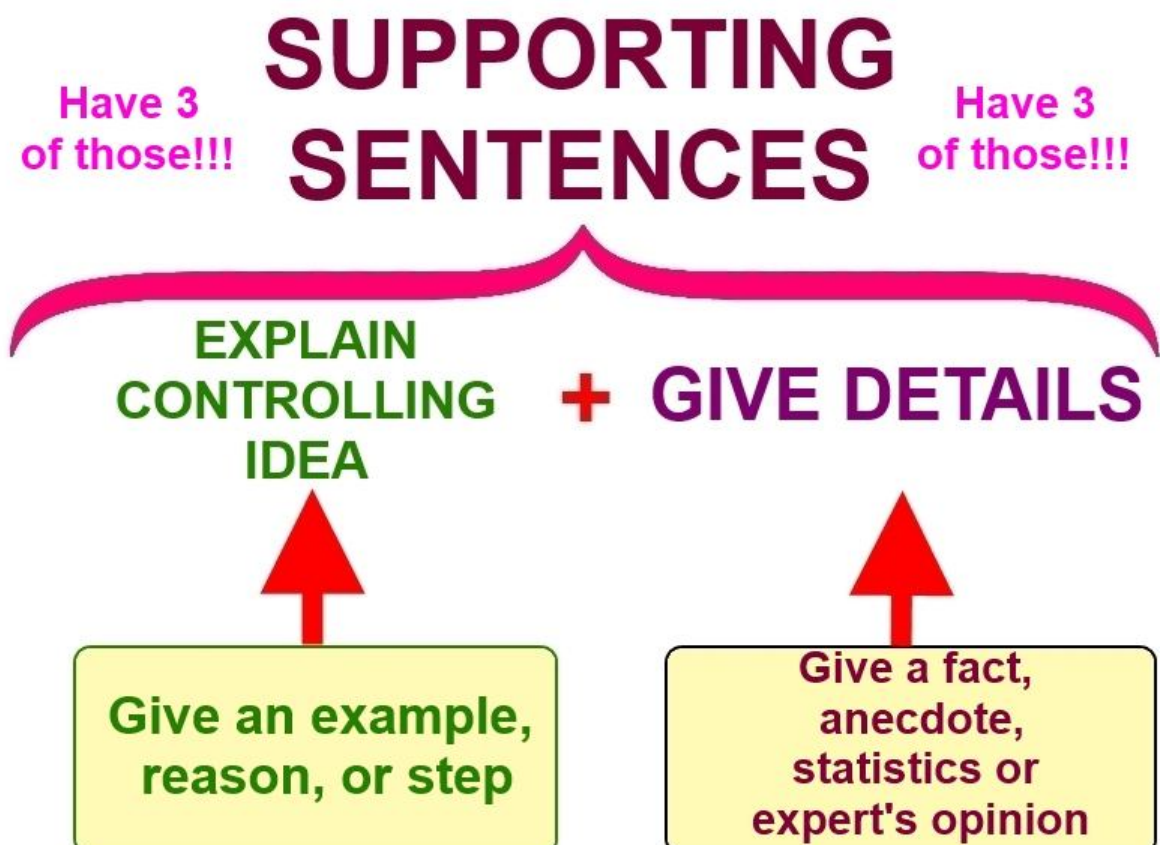 SUPPORTING
SENTENCES
Have 3
of those!!!
Have 3
of those!!!
EXPLAIN
CONTROLLING
IDEA
+
GIVE DETAILS
Give an example,
reason, or step
Give a fact,
anecdote,
statistics or
expert's opinion